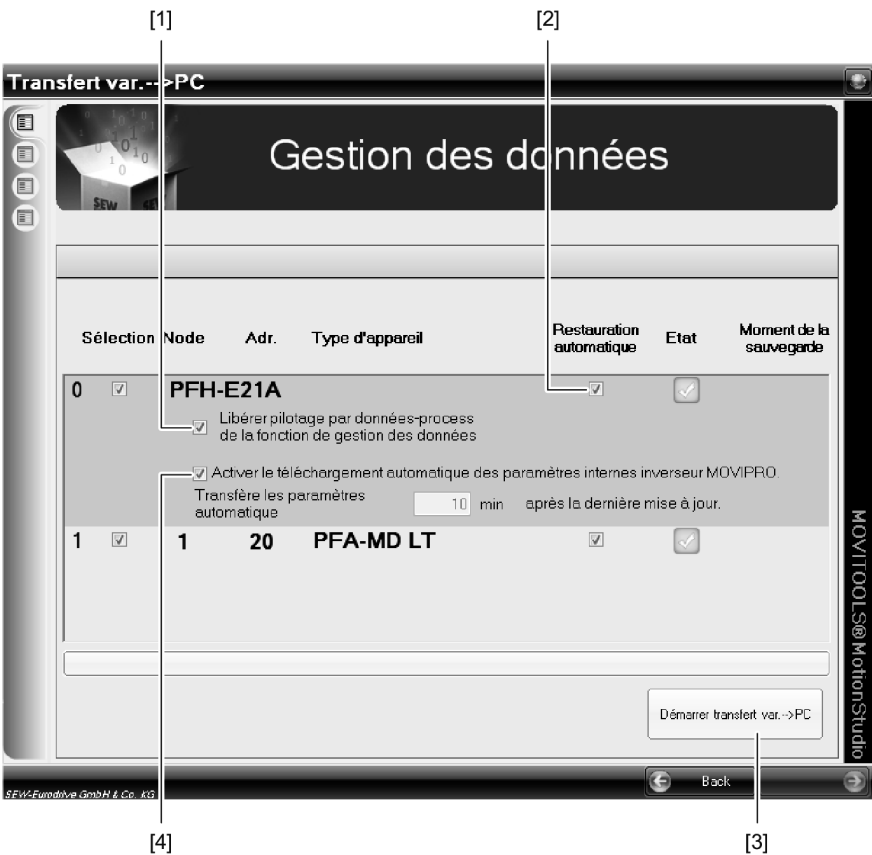 [1]
[2]
Transfert var.-->PC
Gestion des données
SEW
Sélection Node Adr. Type d'appareil Restauration automatique Etat Moment de la sauvegarde
0 PFH-E21A
Libérer pilotage par données-process
de la fonction de gestion des données
Activer le téléchargement automatique des paramètres internes inverseur MOVIPRO.
Transfère les paramètres
automatique
10 min après la dernière mise à jour.
1 1 20 PFA-MD LT
MOVITOOLS®MotionStudio
Démarrer transfert var.-->PC
Back
SEW-Eurodrive GmbH & Co. KG
[4]
[3]